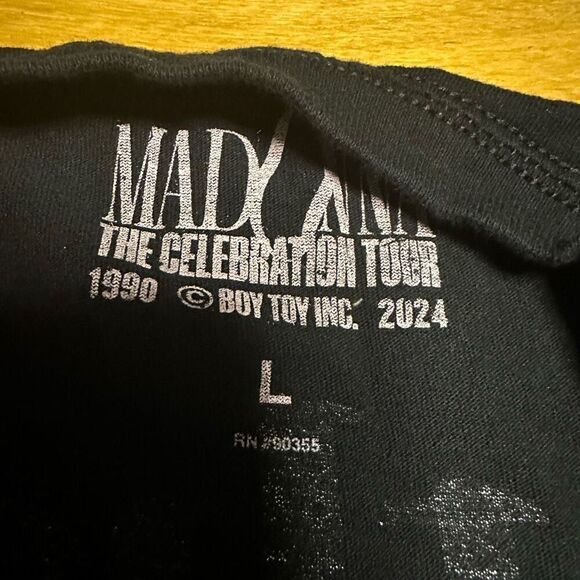 MADONNA
THE CELEBRATION TOUR
1990 © BOY TOY INC. 2024
L
RN #90355